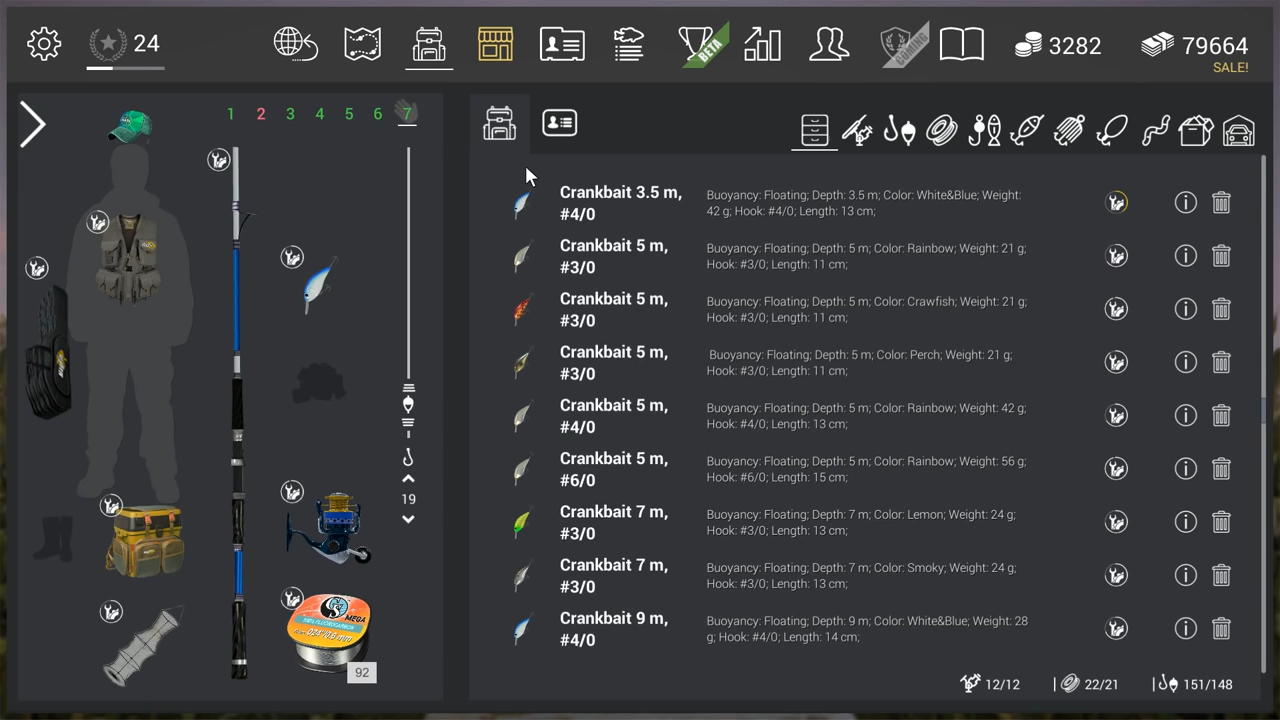 24
BETA
COMING
3282
79664
SALE!
1 2 3 4 5 6 7
Crankbait 3.5 m, #4/0
Buoyancy: Floating; Depth: 3.5 m; Color: White&Blue; Weight:
42 g; Hook: #4/0; Length: 13 cm;
Crankbait 5 m, #3/0
Buoyancy: Floating; Depth: 5 m; Color: Rainbow; Weight: 21 g;
Hook: #3/0; Length: 11 cm;
Crankbait 5 m, #3/0
Buoyancy: Floating; Depth: 5 m; Color: Crawfish; Weight: 21 g;
Hook: #3/0; Length: 11 cm;
Crankbait 5 m, #3/0
Buoyancy: Floating; Depth: 5 m; Color: Perch; Weight: 21 g;
Hook: #3/0; Length: 11 cm;
Crankbait 5 m, #4/0
Buoyancy: Floating; Depth: 5 m; Color: Rainbow; Weight: 42 g;
Hook: #4/0; Length: 13 cm;
Crankbait 5 m, #6/0
Buoyancy: Floating; Depth: 5 m; Color: Rainbow; Weight: 56 g;
Hook: #6/0; Length: 15 cm;
Crankbait 7 m, #3/0
Buoyancy: Floating; Depth: 7 m; Color: Lemon; Weight: 24 g;
Hook: #3/0; Length: 13 cm;
Crankbait 7 m, #3/0
Buoyancy: Floating; Depth: 7 m; Color: Smoky; Weight: 24 g;
Hook: #3/0; Length: 13 cm;
Crankbait 9 m, #4/0
Buoyancy: Floating; Depth: 9 m; Color: White&Blue; Weight: 28
g; Hook: #4/0; Length: 14 cm;
19
MEGA
100% FLUOROCARBON
.024"/0.6 mm
92
12/12
22/21
151/148